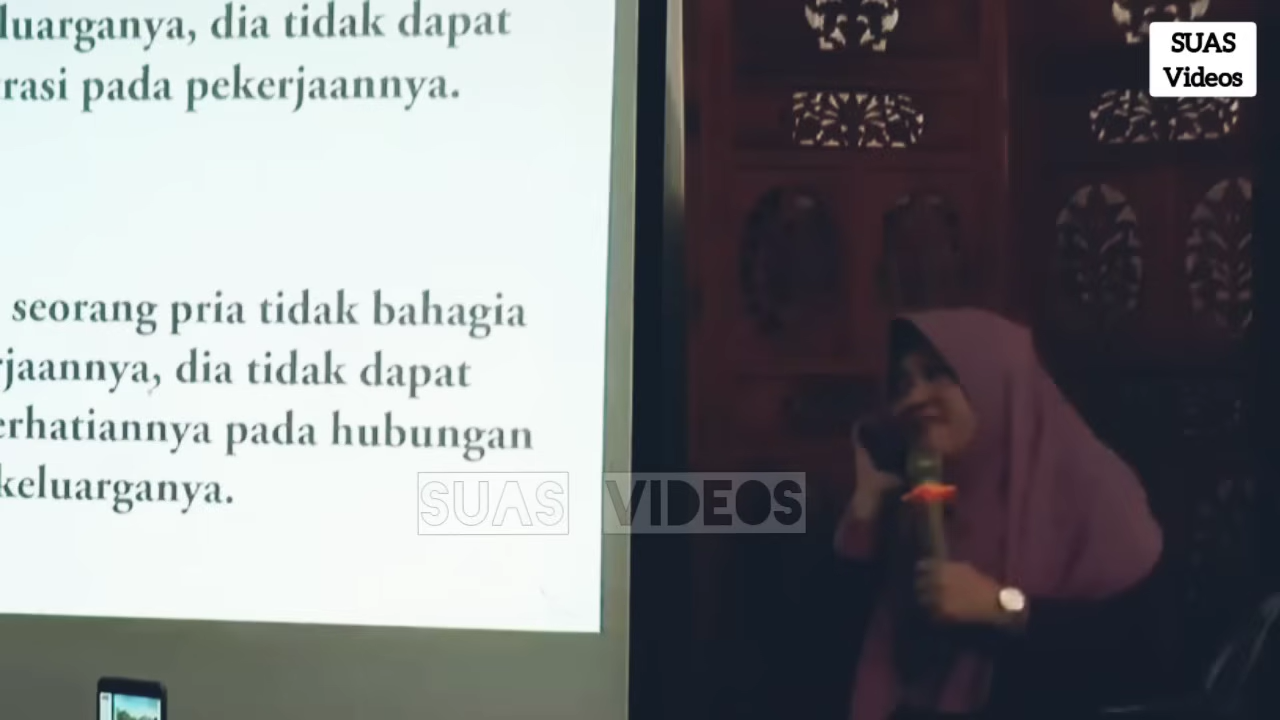 luarganya, dia tidak dapat
rasi pada pekerjaannya.
seorang pria tidak bahagia
jaannya, dia tidak dapat
erhatiannya pada hubungan
keluarganya.
SUAS
Videos
SUAS VIDEOS